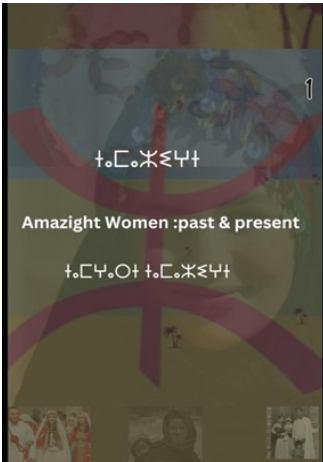 1
ⵜⴰⵎⴰⵣⵉⵖⵜ
Amazight Women :past & present
ⵜⴰⵎⵖⴰⵔⵜ ⵜⴰⵎⴰⵣⵉⵖⵜ